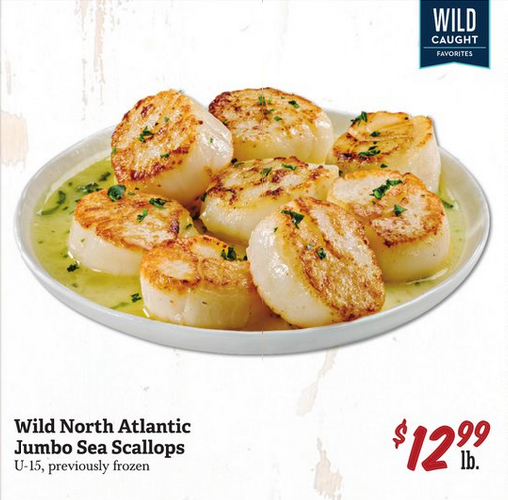 WILD
CAUGHT
FAVORITES
Wild North Atlantic
Jumbo Sea Scallops
U-15, previously frozen
$12.99
lb.